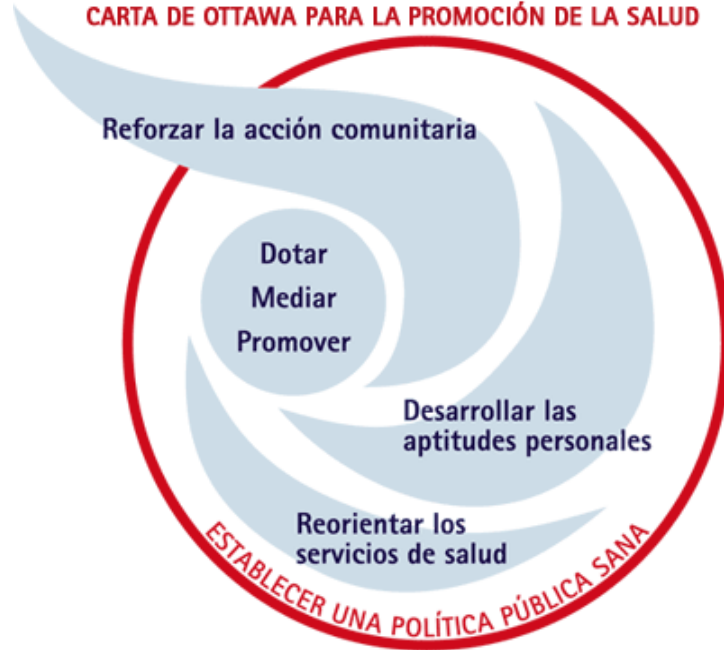 CARTA DE OTTAWA PARA LA PROMOCIÓN DE LA SALUD
Reforzar la acción comunitaria
Dotar
Mediar
Promover
Desarrollar las
aptitudes personales
Reorientar los
servicios de salud
ESTABLECER UNA POLÍTICA PÚBLICA SANA